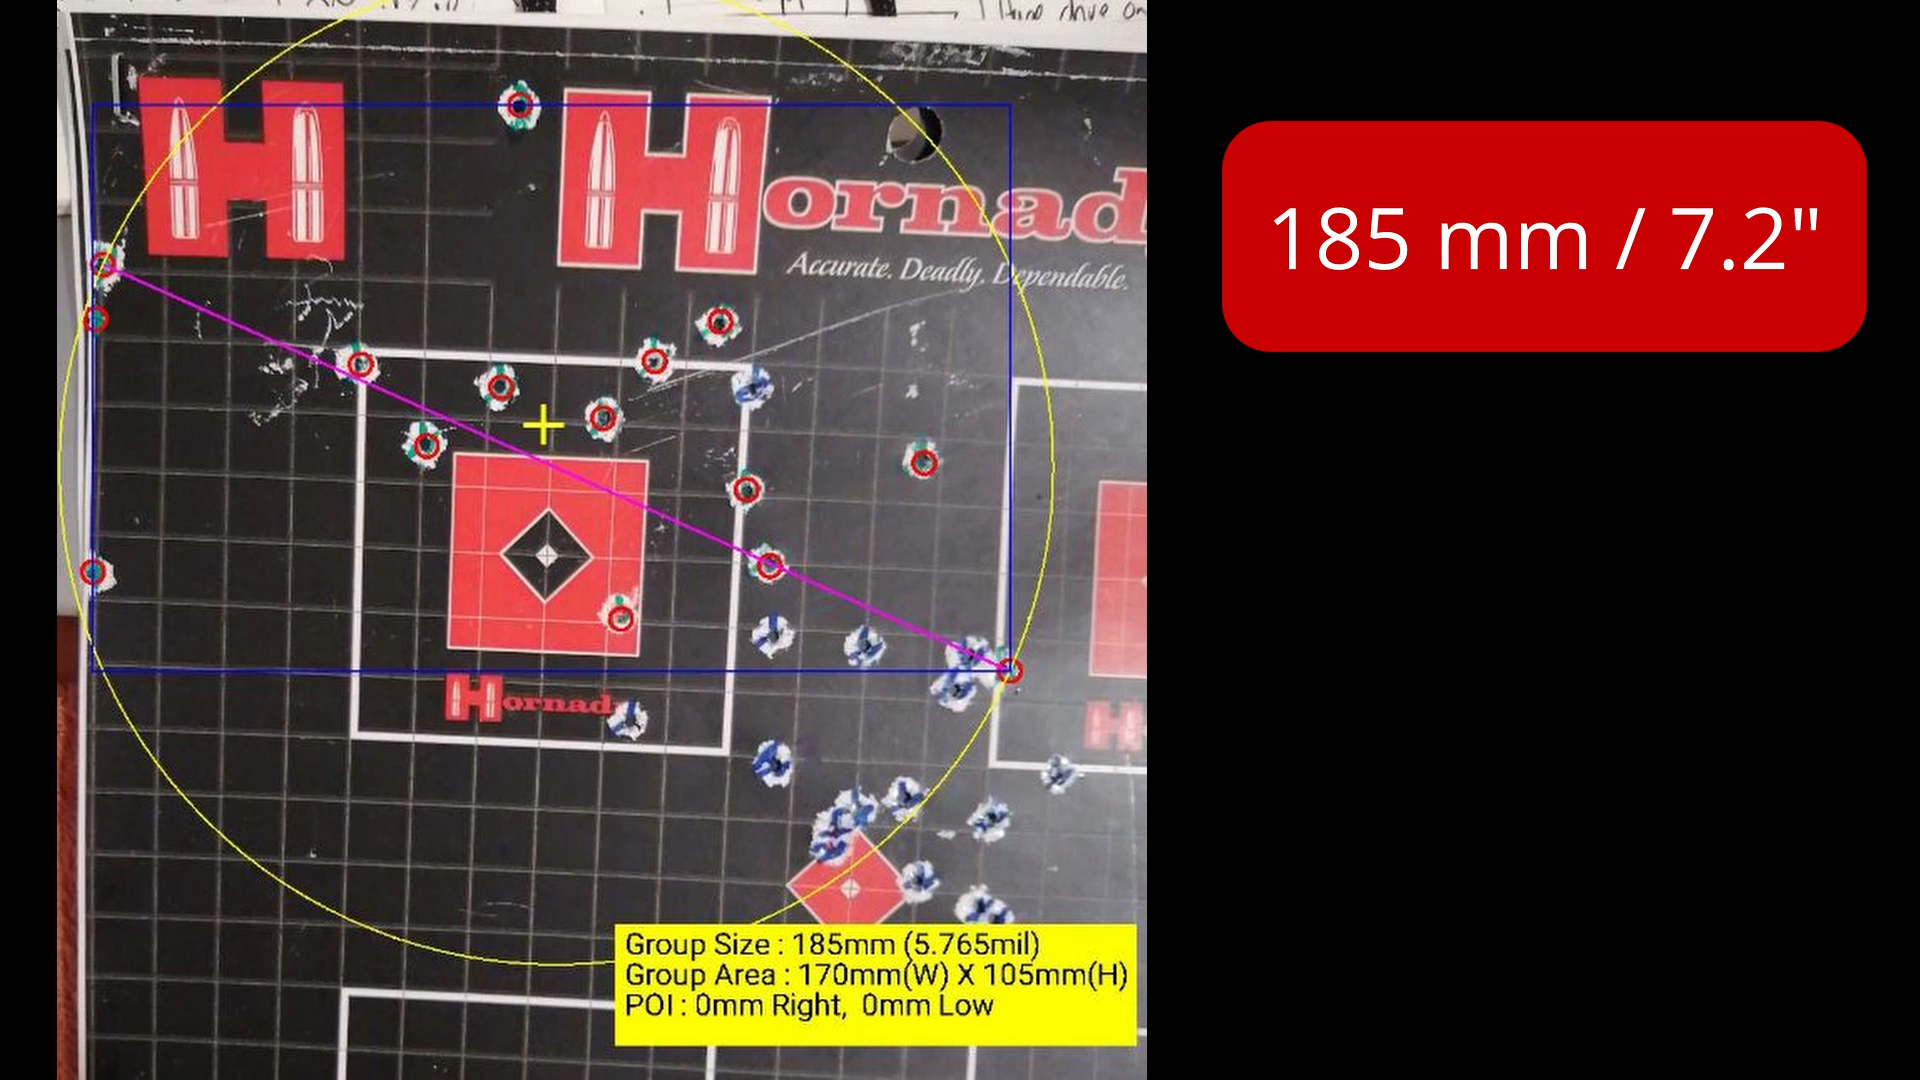 Hornad
Accurate. Deadly. Dependable.
185 mm / 7.2"
Hornad
Group Size : 185mm (5.765mil)
Group Area : 170mm(W) X 105mm(H)
POI : 0mm Right, 0mm Low